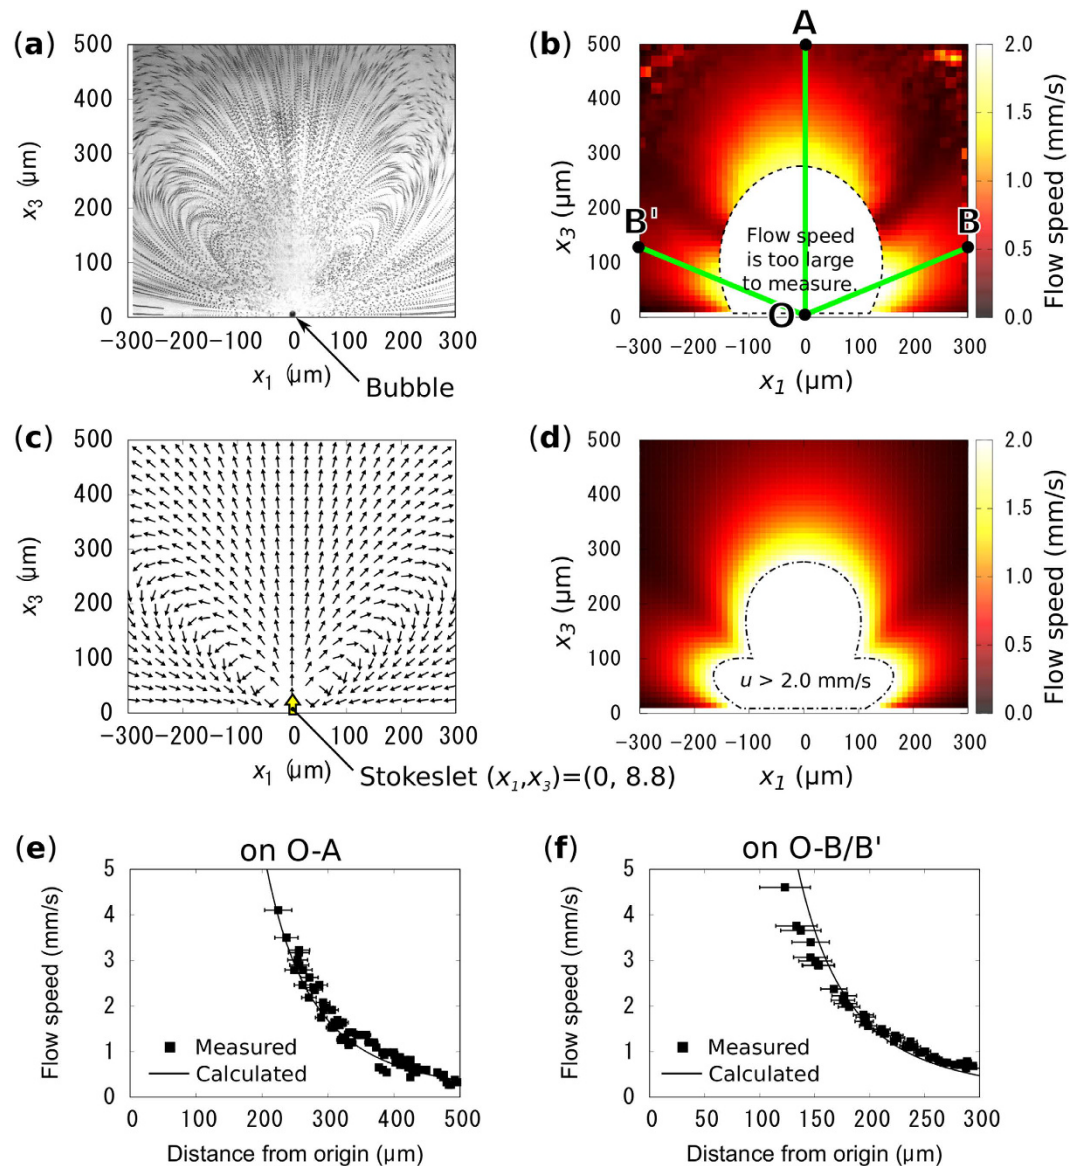 (a)
500
400
300
200
100
0
x3 (μm)
−300
−200
−100
0
100
200
300
x1 (μm)
Bubble
(b)
A
500
400
300
200
100
0
x3 (μm)
B'
B
Flow speed
is too large
to measure.
O
−300
−200
−100
0
100
200
300
x1 (μm)
2.0
1.5
1.0
0.5
0.0
Flow speed (mm/s)
(c)
500
400
300
200
100
0
x3 (μm)
−300
−200
−100
0
100
200
300
x1 (μm)
Stokeslet (x1,x3)=(0, 8.8)
(d)
500
400
300
200
100
0
x3 (μm)
u > 2.0 mm/s
−300
−200
−100
0
100
200
300
x1 (μm)
2.0
1.5
1.0
0.5
0.0
Flow speed (mm/s)
(e)
on O-A
5
4
3
2
1
0
Flow speed (mm/s)
Measured
Calculated
0
100
200
300
400
500
Distance from origin (μm)
(f)
on O-B/B'
5
4
3
2
1
0
Flow speed (mm/s)
Measured
Calculated
0
50
100
150
200
250
300
Distance from origin (μm)